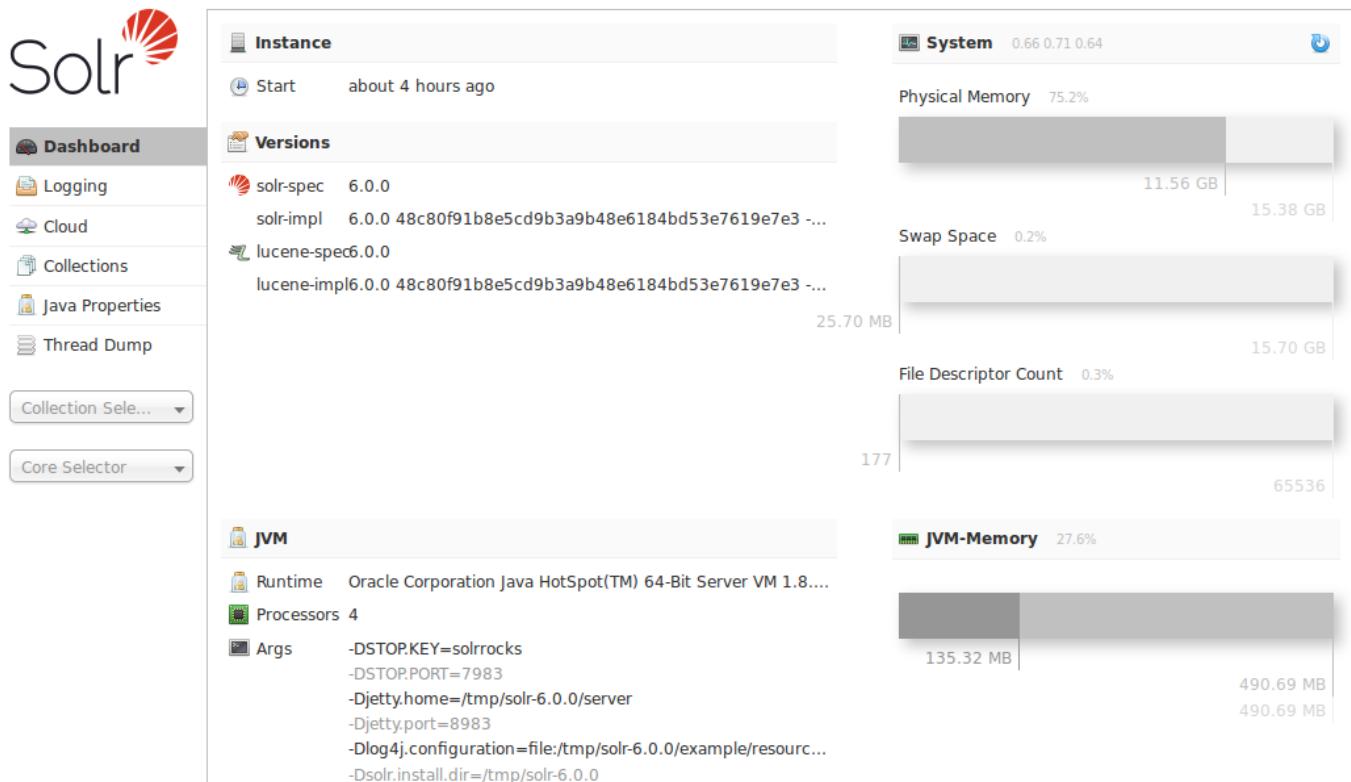 Solr
Dashboard
Logging
Cloud
Collections
Java Properties
Thread Dump
Collection Sele...
Core Selector
Instance
Start about 4 hours ago
Versions
solr-spec 6.0.0
solr-impl 6.0.0 48c80f91b8e5cd9b3a9b48e6184bd53e7619e7e3 -...
lucene-spec6.0.0
lucene-impl6.0.0 48c80f91b8e5cd9b3a9b48e6184bd53e7619e7e3 -...
JVM
Runtime Oracle Corporation Java HotSpot(TM) 64-Bit Server VM 1.8....
Processors 4
Args -DSTOP.KEY=solrrocks
-DSTOP.PORT=7983
-Djetty.home=/tmp/solr-6.0.0/server
-Djetty.port=8983
-Dlog4j.configuration=file:/tmp/solr-6.0.0/example/resourc...
-Dsolr.install.dir=/tmp/solr-6.0.0
System 0.66 0.71 0.64
Physical Memory 75.2%
11.56 GB
15.38 GB
Swap Space 0.2%
25.70 MB
15.70 GB
File Descriptor Count 0.3%
177
65536
JVM-Memory 27.6%
135.32 MB
490.69 MB
490.69 MB